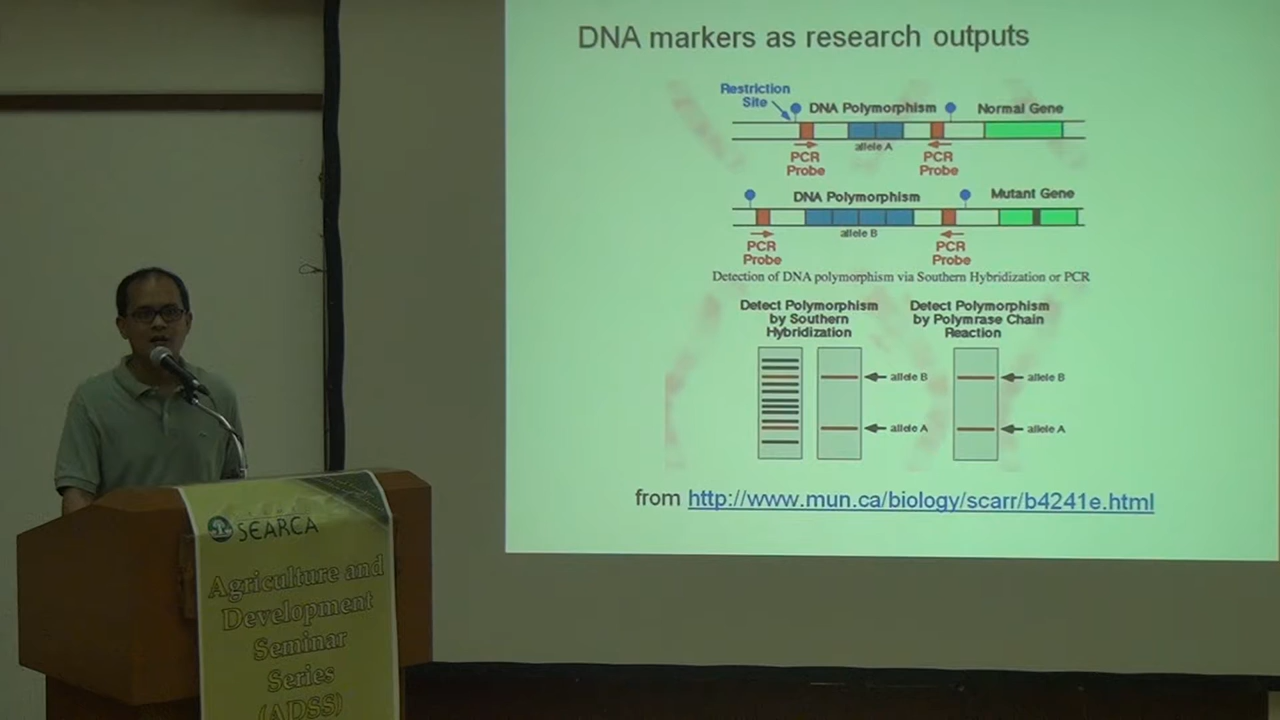 DNA markers as research outputs
Restriction
Site
DNA Polymorphism
Normal Gene
allele A
PCR
Probe
PCR
Probe
DNA Polymorphism
Mutant Gene
allele B
PCR
Probe
PCR
Probe
Detection of DNA polymorphism via Southern Hybridization or PCR
Detect Polymorphism
by Southern
Hybridization
Detect Polymorphism
by Polymrase Chain
Reaction
allele B
allele B
allele A
allele A
from http://www.mun.ca/biology/scarr/b4241e.html
SEARCA
Agriculture and
Development
Seminar
Series
(ADSS)